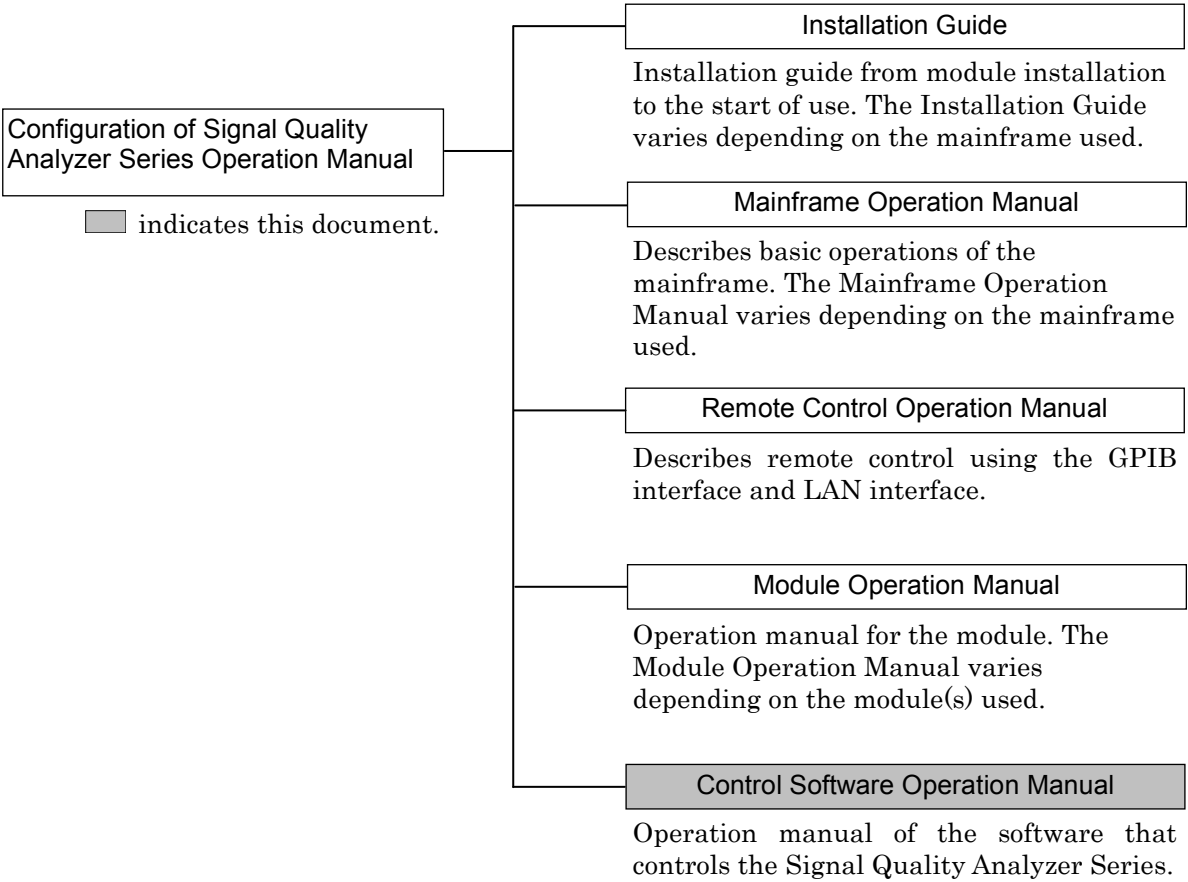 Configuration of Signal Quality
Analyzer Series Operation Manual
indicates this document.
Installation Guide
Installation guide from module installation
to the start of use. The Installation Guide
varies depending on the mainframe used.
Mainframe Operation Manual
Describes basic operations of the
mainframe. The Mainframe Operation
Manual varies depending on the mainframe
used.
Remote Control Operation Manual
Describes remote control using the GPIB
interface and LAN interface.
Module Operation Manual
Operation manual for the module. The
Module Operation Manual varies
depending on the module(s) used.
Control Software Operation Manual
Operation manual of the software that
controls the Signal Quality Analyzer Series.